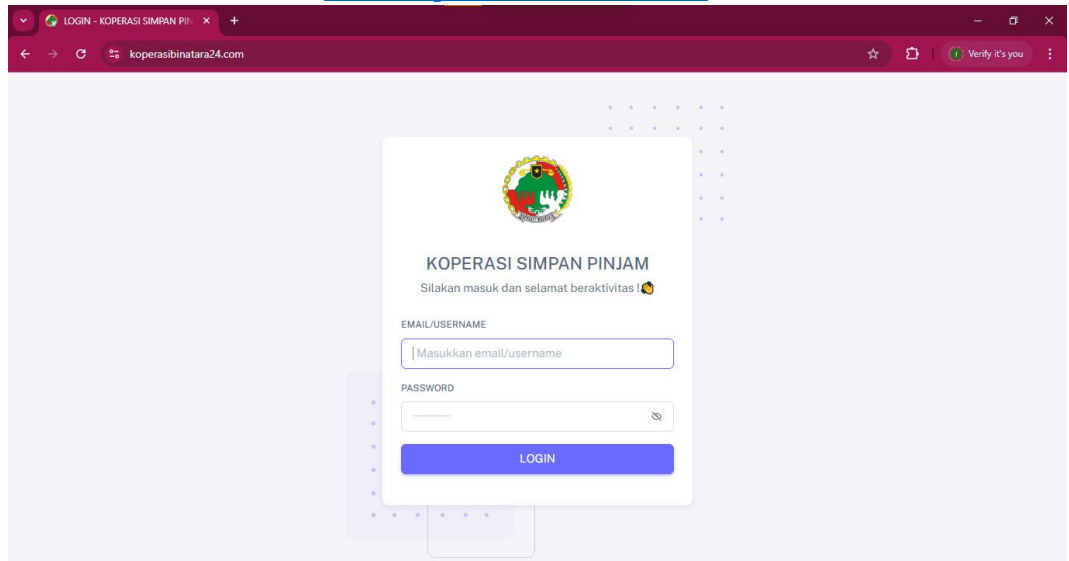 LOGIN - KOPERASI SIMPAN PIN
koperasibinatara24.com
Verify it's you
KOPERASI SIMPAN PINJAM
Silakan masuk dan selamat beraktivitas !
EMAIL/USERNAME
Masukkan email/username
PASSWORD
LOGIN